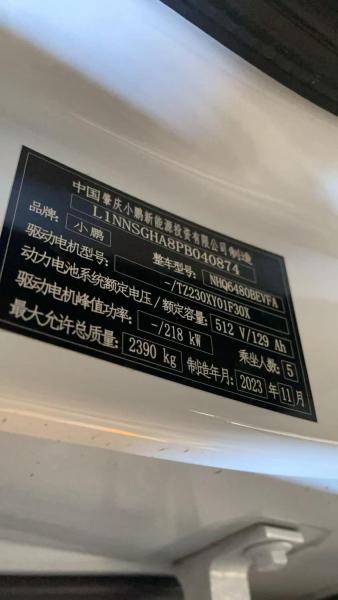 中国肇庆小鹏新能源投资有限公司制造
L1NNSGHA8PB040874
品牌: 小鹏 整车型号: NHQ6480BEVFA
驱动电机型号: -/TZ230XY01F30X
动力电池系统额定电压/额定容量: 512 V/129 Ah
驱动电机峰值功率: -/218 kW 乘坐人数: 5
最大允许总质量: 2390 kg 制造年月: 2023 年 11 月